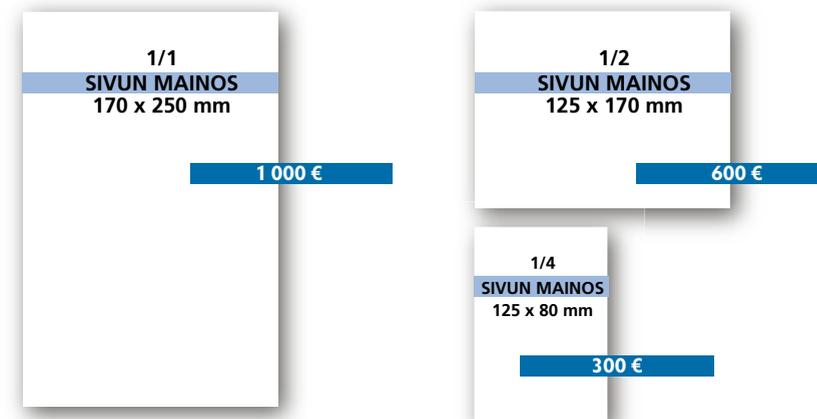 1/1
SIVUN MAINOS
170 x 250 mm
1 000 €
1/2
SIVUN MAINOS
125 x 170 mm
600 €
1/4
SIVUN MAINOS
125 x 80 mm
300 €